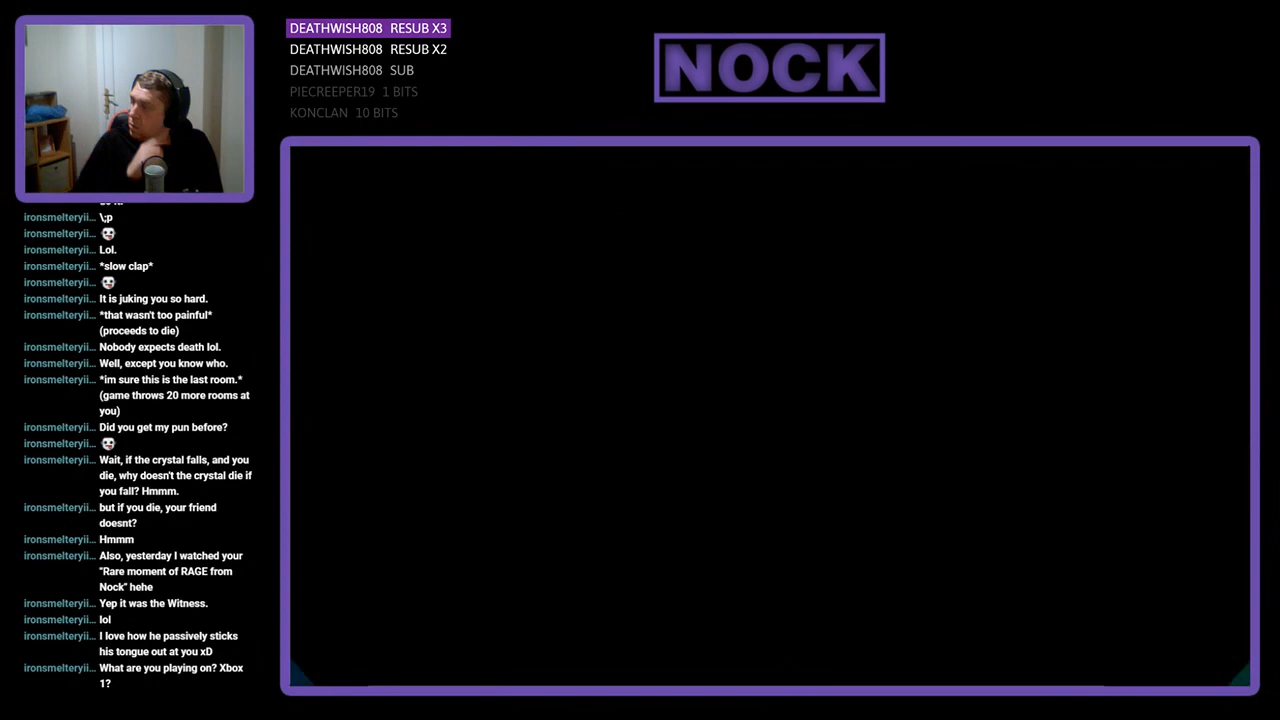 DEATHWISH808 RESUB X3
DEATHWISH808 RESUB X2
DEATHWISH808 SUB
PIECREEPER19 1 BITS
KONCLAN 10 BITS
NOCK
ironsmelteryii... \;p
ironsmelteryii...
ironsmelteryii... Lol.
ironsmelteryii... *slow clap*
ironsmelteryii...
ironsmelteryii... It is juking you so hard.
ironsmelteryii... *that wasn't too painful*
(proceeds to die)
ironsmelteryii... Nobody expects death lol.
ironsmelteryii... Well, except you know who.
ironsmelteryii... *im sure this is the last room.*
(game throws 20 more rooms at
you)
ironsmelteryii... Did you get my pun before?
ironsmelteryii...
ironsmelteryii... Wait, if the crystal falls, and you
die, why doesn't the crystal die if
you fall? Hmmm.
ironsmelteryii... but if you die, your friend
doesnt?
ironsmelteryii... Hmmm
ironsmelteryii... Also, yesterday I watched your
"Rare moment of RAGE from
Nock" hehe
ironsmelteryii... Yep it was the Witness.
ironsmelteryii... lol
ironsmelteryii... I love how he passively sticks
his tongue out at you xD
ironsmelteryii... What are you playing on? Xbox
1?